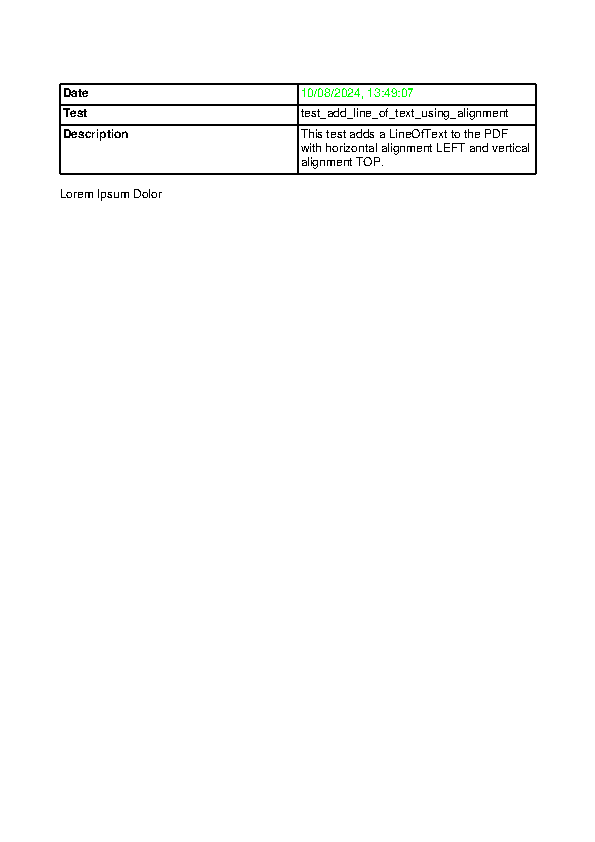 Date 10/08/2024, 13:49:07
Test test_add_line_of_text_using_alignment
Description This test adds a LineOfText to the PDF
with horizontal alignment LEFT and vertical
alignment TOP.
Lorem Ipsum Dolor